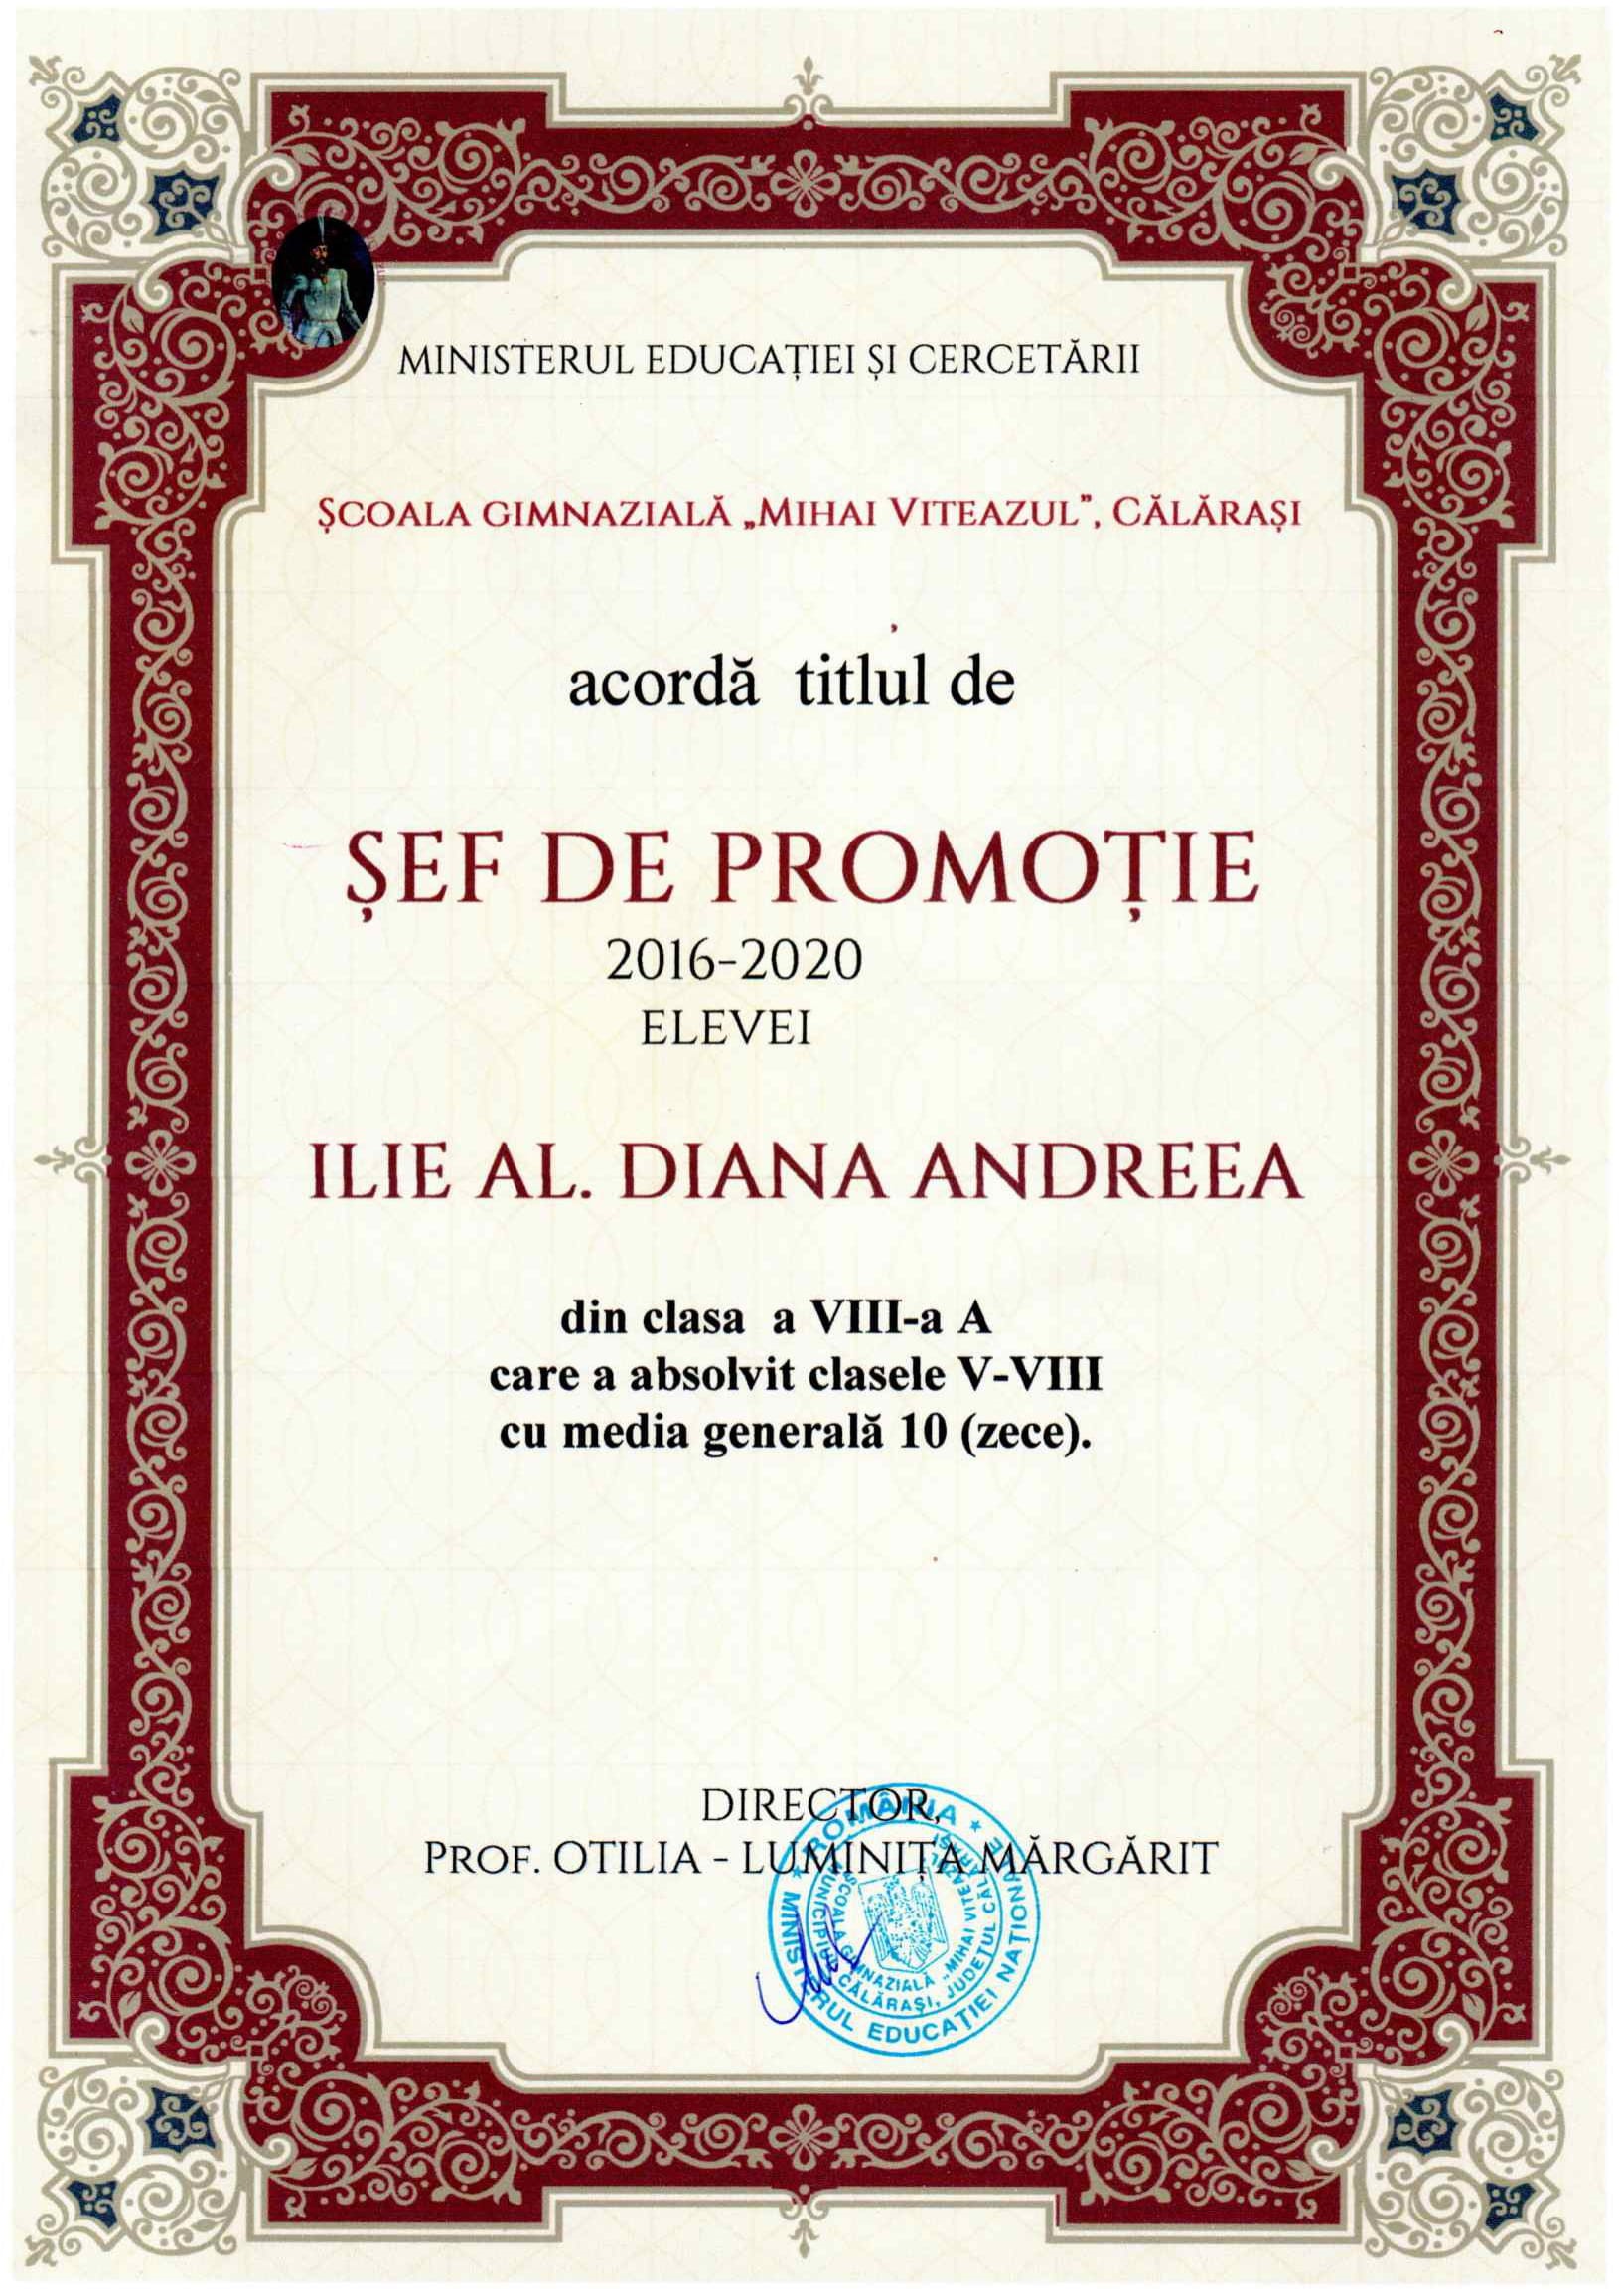 MINISTERUL EDUCAȚIEI ȘI CERCETĂRII
ȘCOALA GIMNAZIALĂ „MIHAI VITEAZUL”, CĂLĂRAȘI
acordă titlul de
ȘEF DE PROMOȚIE
2016-2020
ELEVEI
ILIE AL. DIANA ANDREEA
din clasa a VIII-a A
care a absolvit clasele V-VIII
cu media generală 10 (zece).
DIRECTOR,
PROF. OTILIA - LUMINIȚA MĂRGĂRIT
★ ROMÂNIA ★
MINISTERUL EDUCAȚIEI NAȚIONALE
MUNICIPIUL CĂLĂRAȘI, JUDEȚUL CĂLĂRAȘI
ȘCOALA GIMNAZIALĂ „MIHAI VITEAZUL”